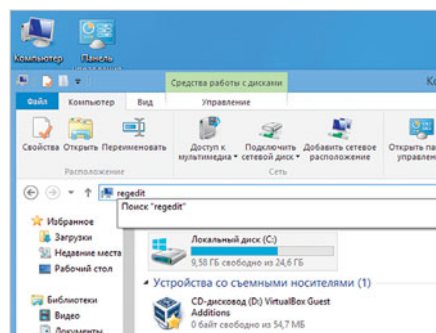 Компьютер Панель управления
Средства работы с дисками
Файл Компьютер Вид Управление
Свойства Открыть Переименовать Доступ к мультимедиа Подключить сетевой диск Добавить сетевое расположение Открыть
Расположение Сеть
regedit
Поиск "regedit"
Избранное
Загрузки
Недавние места
Рабочий стол
Библиотеки
Видео
Документы
Локальный диск (C:)
9,58 ГБ свободно из 24,6 ГБ
Устройства со съемными носителями (1)
CD-дисковод (D:) VirtualBox Guest
Additions
0 байт свободно из 54,7 МБ